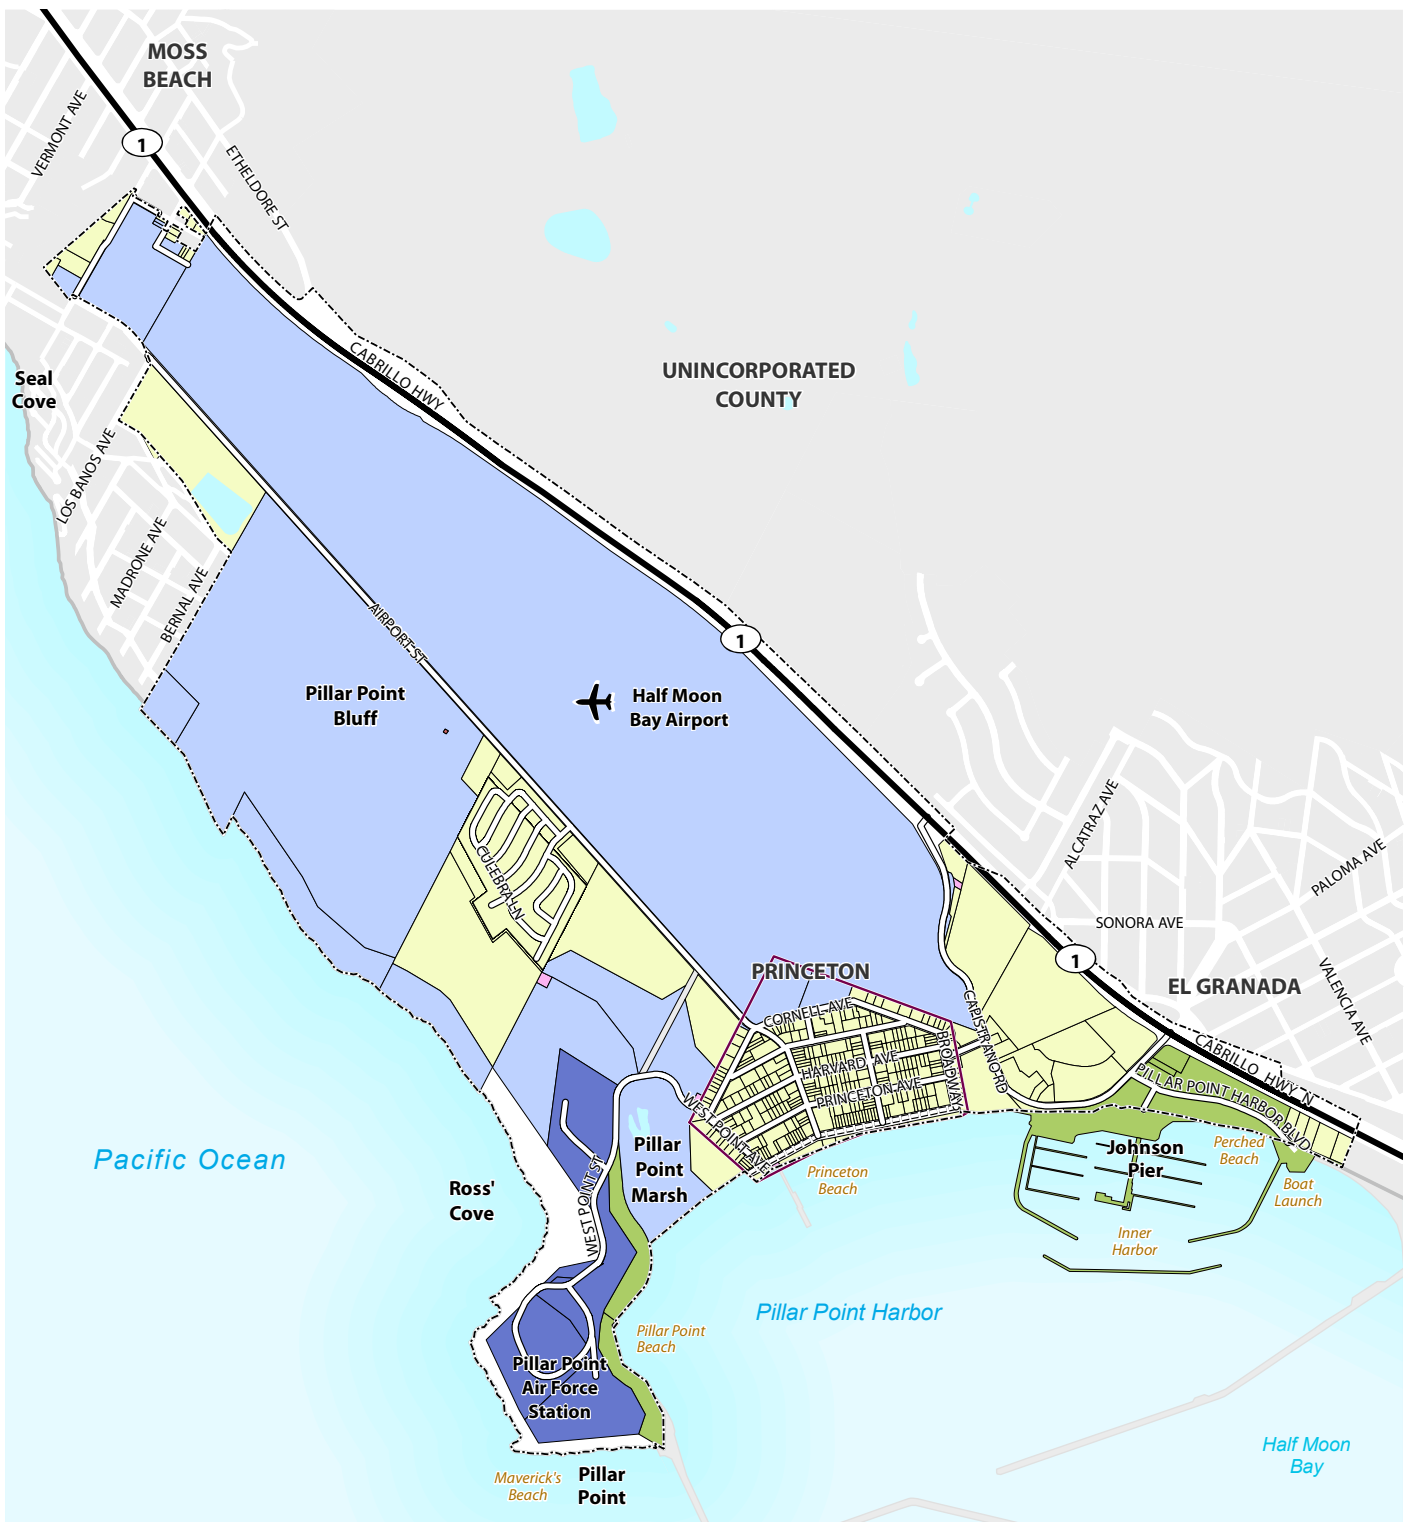 MOSS
BEACH
VERMONT AVE
1
ETHELDORE ST
Seal
Cove
CABRILLO HWY
UNINCORPORATED
COUNTY
LOS BANOS AVE
MADRONE AVE
BERNAL AVE
AIRPORT ST
1
Pillar Point
Bluff
Half Moon
Bay Airport
CULEBRA LN
ALCATRAZ AVE
PALOMA AVE
SONORA AVE
1
PRINCETON
EL GRANADA
VALENCIA AVE
CORNELL AVE
CAPISTRANO RD
HARVARD AVE
BROADWAY
PRINCETON AVE
CABRILLO HWY N
PILLAR POINT HARBOR BLVD
WEST POINT AVE
Pacific Ocean
Pillar
Point
Marsh
Johnson
Pier
Perched
Beach
Princeton
Beach
Boat
Launch
Ross'
Cove
WEST POINT ST
Inner
Harbor
Pillar Point Harbor
Pillar Point
Beach
Pillar Point
Air Force
Station
Maverick's
Beach
Pillar
Point
Half Moon
Bay